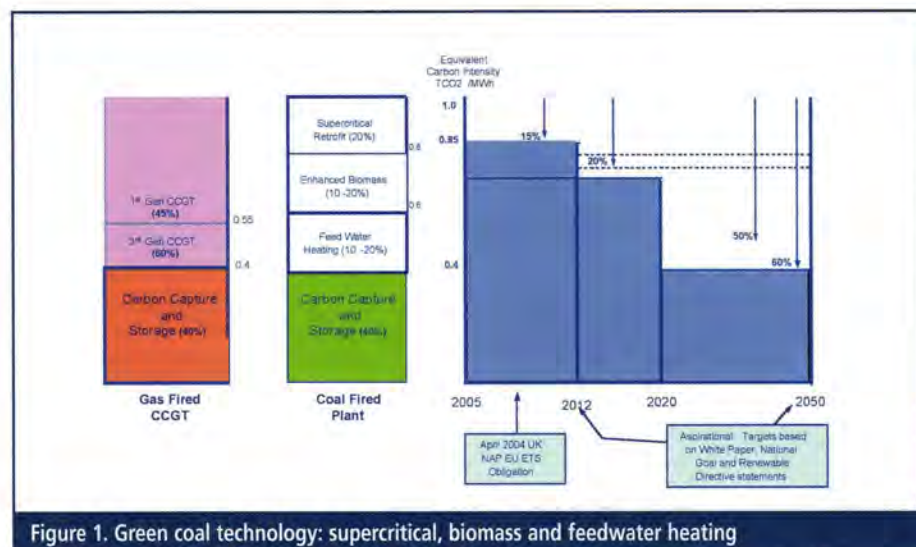 Equivalent
Carbon Intensity
TCO2 /MWh
1.0
0.85
0.4
1st Gen CCGT
(45%)
0.55
3rd Gen CCGT
(60%)
0.4
Carbon Capture
and
Storage (40%)
Gas Fired
CCGT
Supercritical
Retrofit (20%)
0.8
Enhanced Biomass
(10 -20%)
0.6
Feed Water
Heating (10 -20%)
Carbon Capture
and
Storage (40%)
Coal Fired
Plant
15%
20%
50%
60%
2005
2012
2020
2050
April 2004 UK
NAP EU ETS
Obligation
Aspirational Targets based
on White Paper, National
Goal and Renewable
Directive statements
Figure 1. Green coal technology: supercritical, biomass and feedwater heating